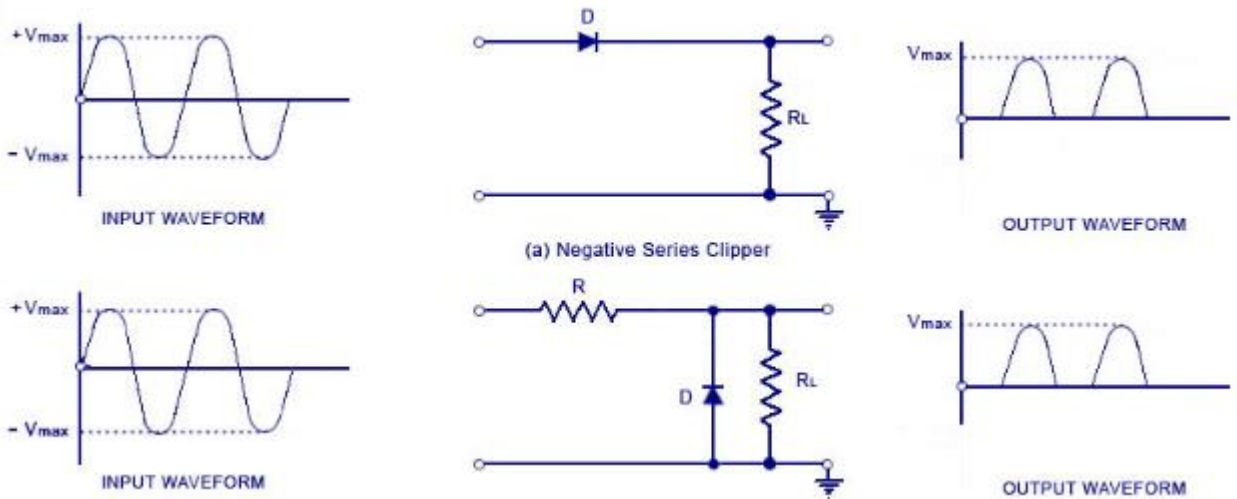 + Vmax
- Vmax
INPUT WAVEFORM
D
RL
(a) Negative Series Clipper
Vmax
OUTPUT WAVEFORM
+ Vmax
- Vmax
INPUT WAVEFORM
R
D
RL
Vmax
OUTPUT WAVEFORM